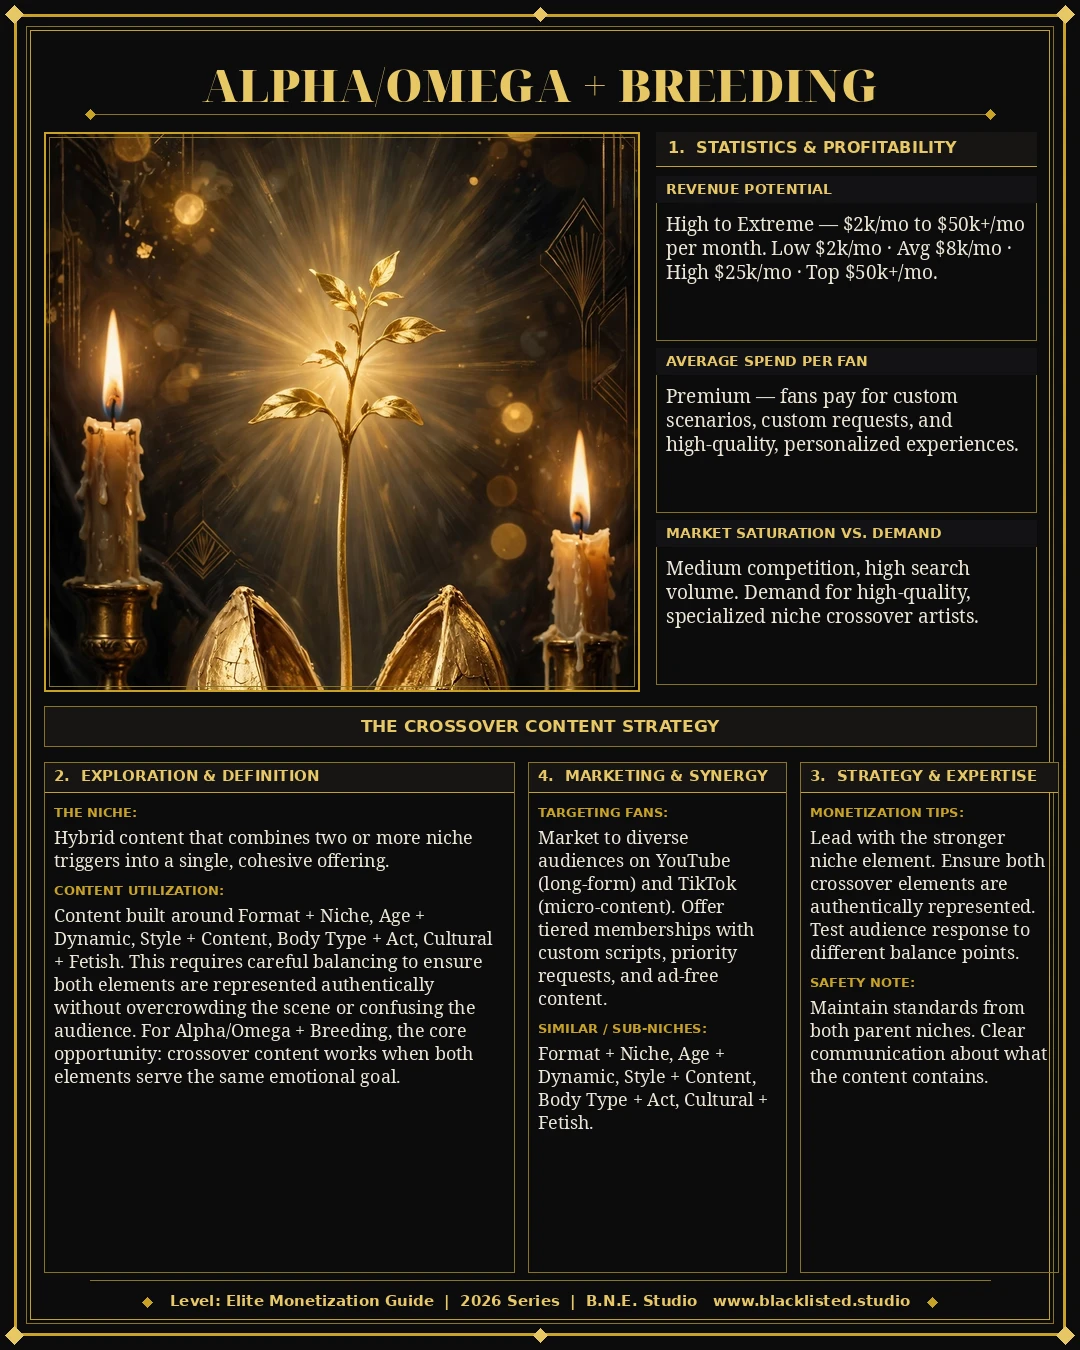 ALPHA/OMEGA + BREEDING
1. STATISTICS & PROFITABILITY
REVENUE POTENTIAL
High to Extreme — $2k/mo to $50k+/mo
per month. Low $2k/mo · Avg $8k/mo ·
High $25k/mo · Top $50k+/mo.
AVERAGE SPEND PER FAN
Premium — fans pay for custom
scenarios, custom requests, and
high-quality, personalized experiences.
MARKET SATURATION VS. DEMAND
Medium competition, high search
volume. Demand for high-quality,
specialized niche crossover artists.
THE CROSSOVER CONTENT STRATEGY
2. EXPLORATION & DEFINITION
THE NICHE:
Hybrid content that combines two or more niche
triggers into a single, cohesive offering.
CONTENT UTILIZATION:
Content built around Format + Niche, Age +
Dynamic, Style + Content, Body Type + Act, Cultural
+ Fetish. This requires careful balancing to ensure
both elements are represented authentically
without overcrowding the scene or confusing the
audience. For Alpha/Omega + Breeding, the core
opportunity: crossover content works when both
elements serve the same emotional goal.
4. MARKETING & SYNERGY
TARGETING FANS:
Market to diverse
audiences on YouTube
(long-form) and TikTok
(micro-content). Offer
tiered memberships with
custom scripts, priority
requests, and ad-free
content.
SIMILAR / SUB-NICHES:
Format + Niche, Age +
Dynamic, Style + Content,
Body Type + Act, Cultural +
Fetish.
3. STRATEGY & EXPERTISE
MONETIZATION TIPS:
Lead with the stronger
niche element. Ensure both
crossover elements are
authentically represented.
Test audience response to
different balance points.
SAFETY NOTE:
Maintain standards from
both parent niches. Clear
communication about what
the content contains.
Level: Elite Monetization Guide | 2026 Series | B.N.E. Studio www.blacklisted.studio